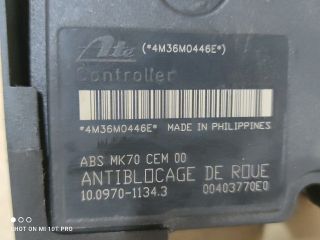 Ate (*4M36M0446E*)
Controller
*4M36M0446E* MADE IN PHILIPPINES
ABS MK70 CEM 00
ANTIBLOCAGE DE ROUE
10.0970-1134.3 00403770E0
SHOT ON MI 10T PRO